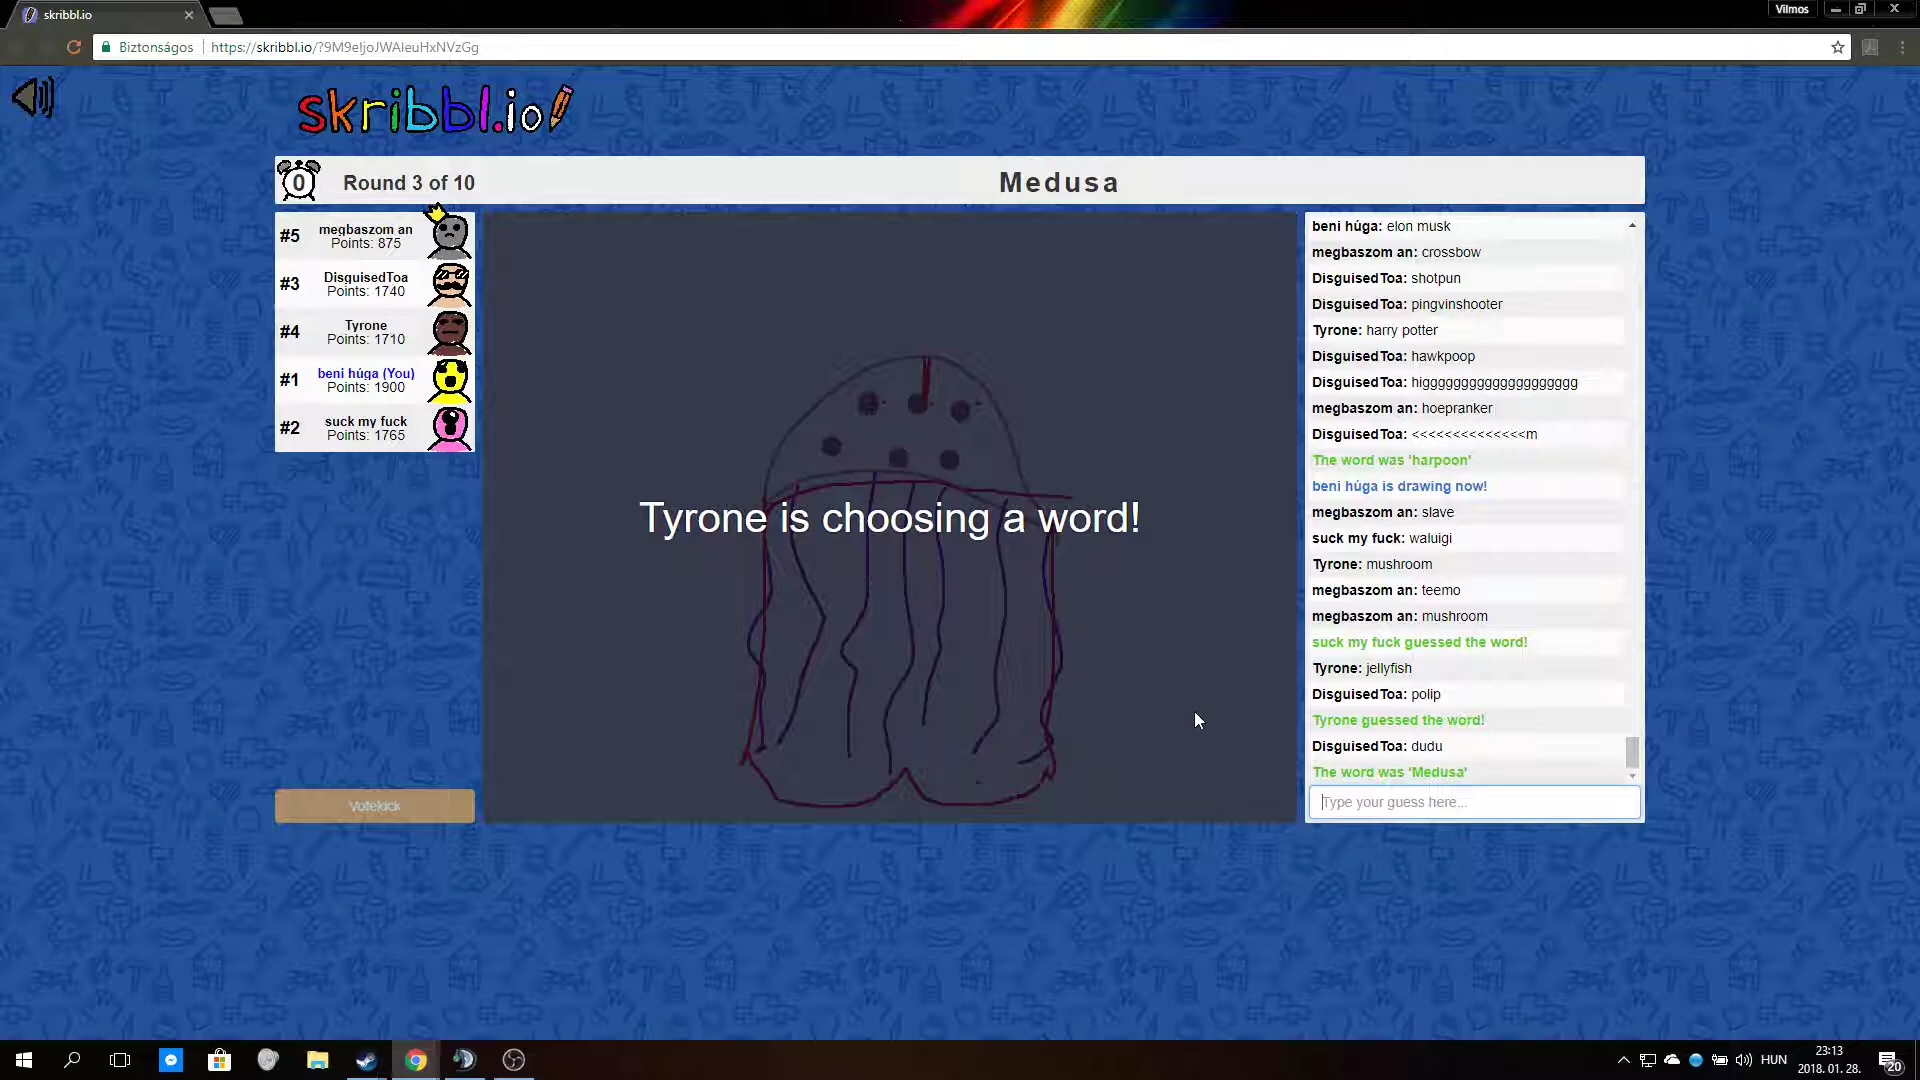 skribbl.io
Vilmos
Biztonságos
https://skribbl.io/?9M9eIjoJWAleuHxNVzGg
skribbl.io
0
Round 3 of 10
Medusa
#5
megbaszom an
Points: 875
#3
DisguisedToa
Points: 1740
#4
Tyrone
Points: 1710
#1
beni húga (You)
Points: 1900
#2
suck my fuck
Points: 1765
Votekick
Tyrone is choosing a word!
beni húga: elon musk
megbaszom an: crossbow
DisguisedToa: shotpun
DisguisedToa: pingvinshooter
Tyrone: harry potter
DisguisedToa: hawkpoop
DisguisedToa: higgggggggggggggggggggg
megbaszom an: hoepranker
DisguisedToa: <<<<<<<<<<<<<<m
The word was 'harpoon'
beni húga is drawing now!
megbaszom an: slave
suck my fuck: waluigi
Tyrone: mushroom
megbaszom an: teemo
megbaszom an: mushroom
suck my fuck guessed the word!
Tyrone: jellyfish
DisguisedToa: polip
Tyrone guessed the word!
DisguisedToa: dudu
The word was 'Medusa'
Type your guess here...
HUN
23:13
2018. 01. 28.
20